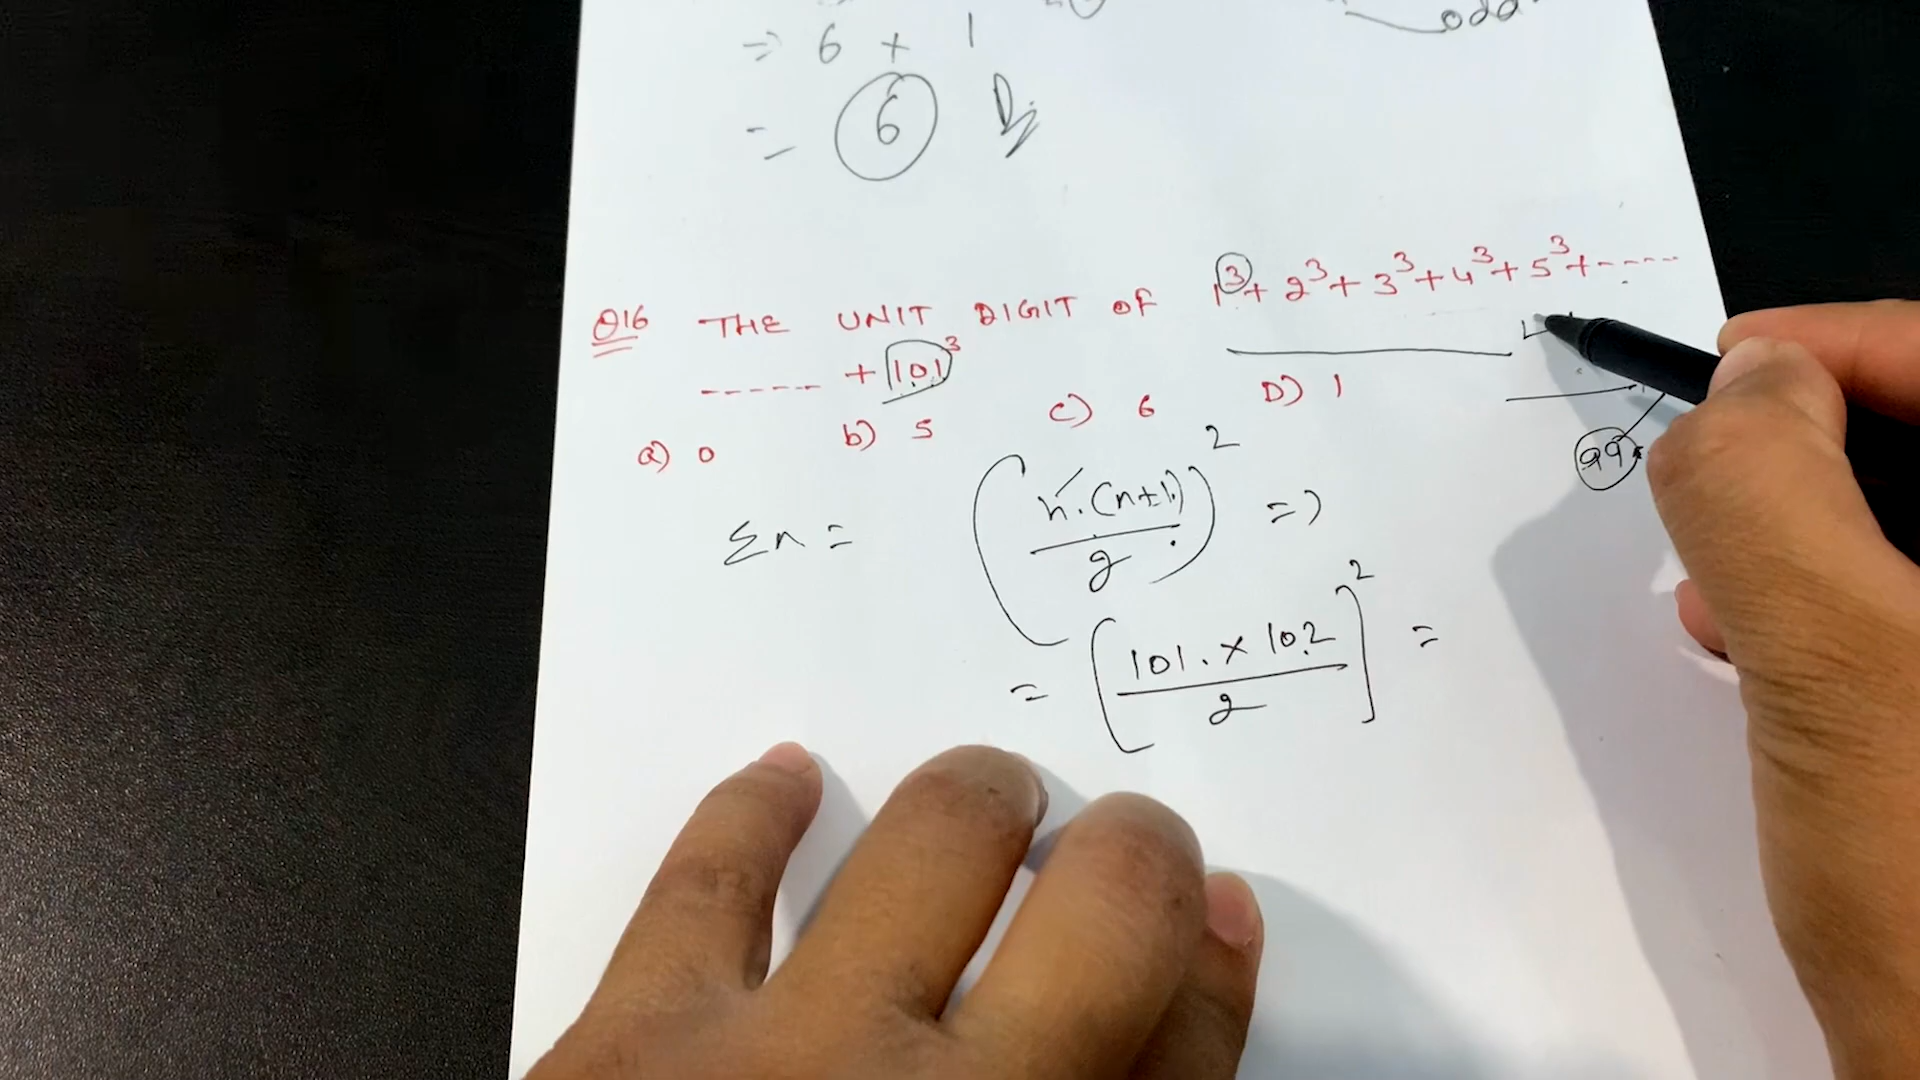 odd
=> 6 + 1
= 6 D
Q16 THE UNIT DIGIT OF 1³ + 2³ + 3³ + 4³ + 5³ + -----
------ + 101³
a) 0 b) 5 c) 6 D) 1
99
Σn = (n.(n+1)/2)² =>
= [101. × 102/2]² =